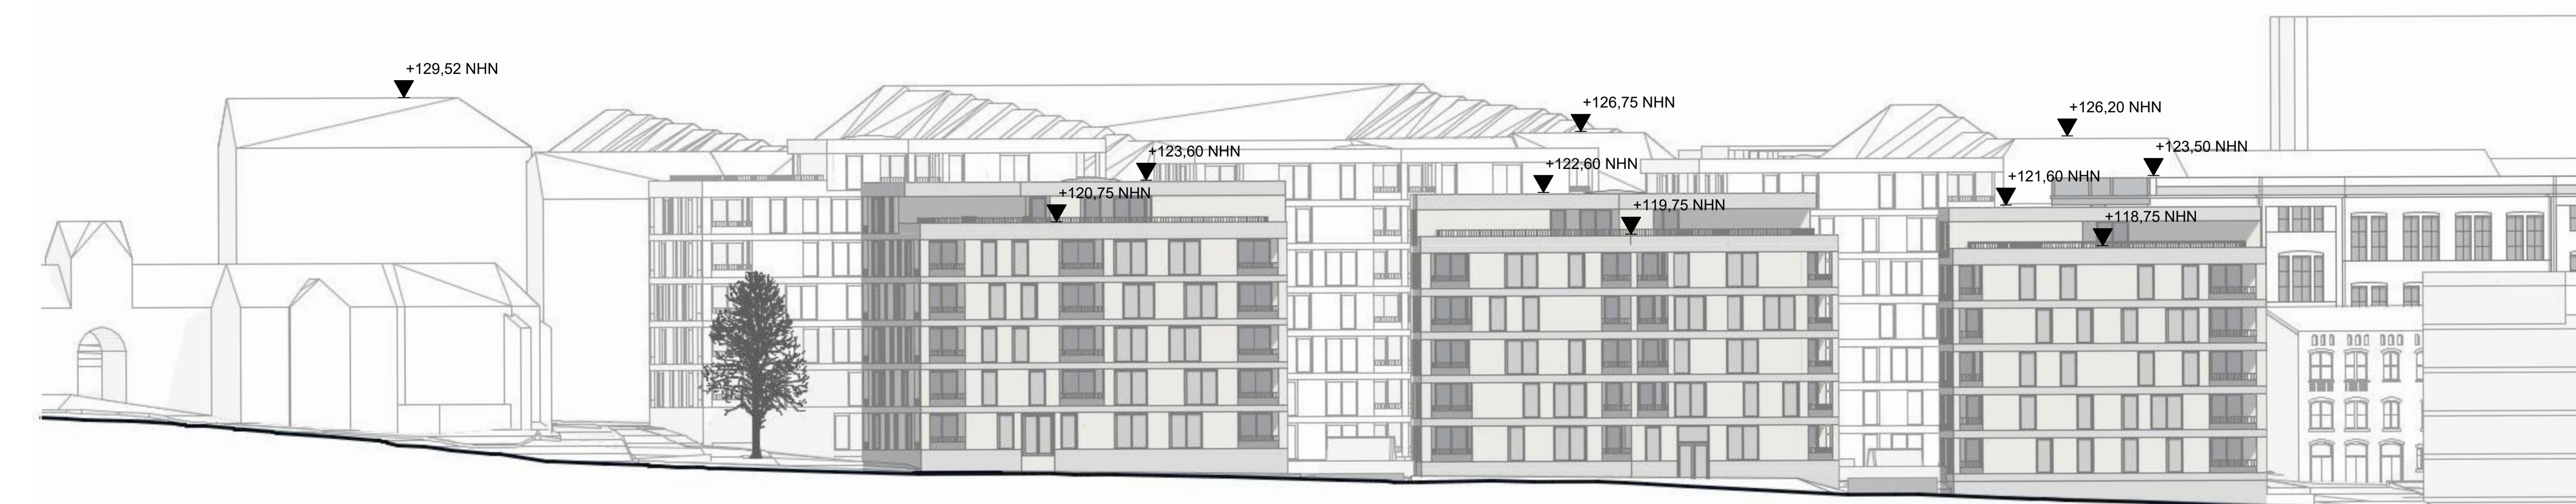 +129,52 NHN
+126,75 NHN
+126,20 NHN
+123,60 NHN
+122,60 NHN
+123,50 NHN
+120,75 NHN
+119,75 NHN
+121,60 NHN
+118,75 NHN